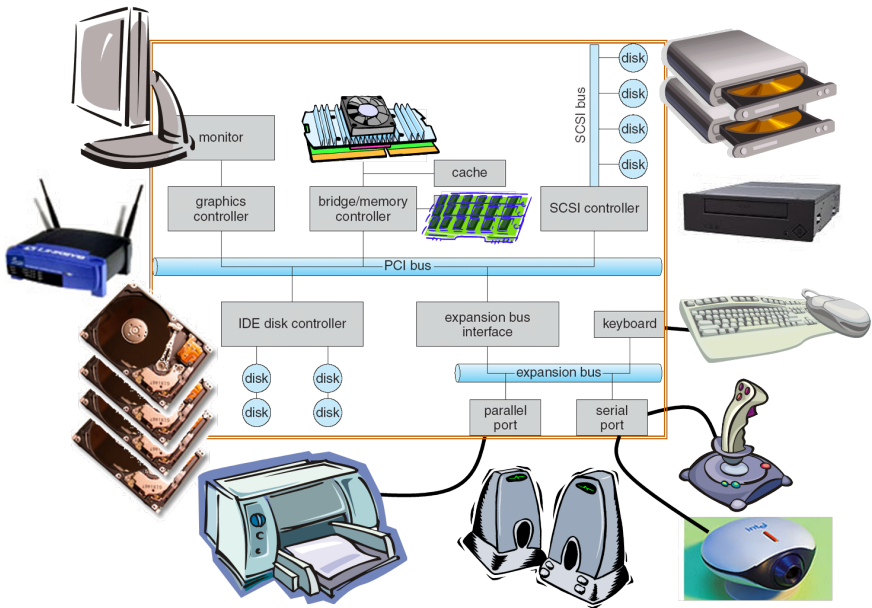 disk
disk
disk
disk
SCSI bus
monitor
cache
graphics
controller
bridge/memory
controller
SCSI controller
PCI bus
IDE disk controller
expansion bus
interface
keyboard
disk
disk
disk
disk
expansion bus
parallel
port
serial
port
intel